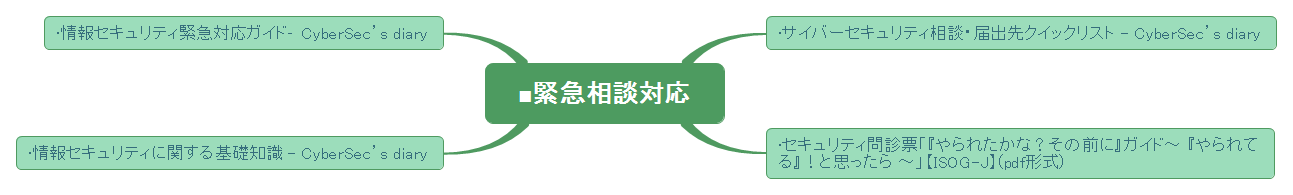 ・情報セキュリティ緊急対応ガイド- CyberSec’s diary
・サイバーセキュリティ相談・届出先クイックリスト - CyberSec’s diary
■緊急相談対応
・情報セキュリティに関する基礎知識 - CyberSec’s diary
・セキュリティ問診票「『やられたかな？その前に』ガイド～ 『やられて
る』！と思ったら ～」【ISOG-J】(pdf形式)